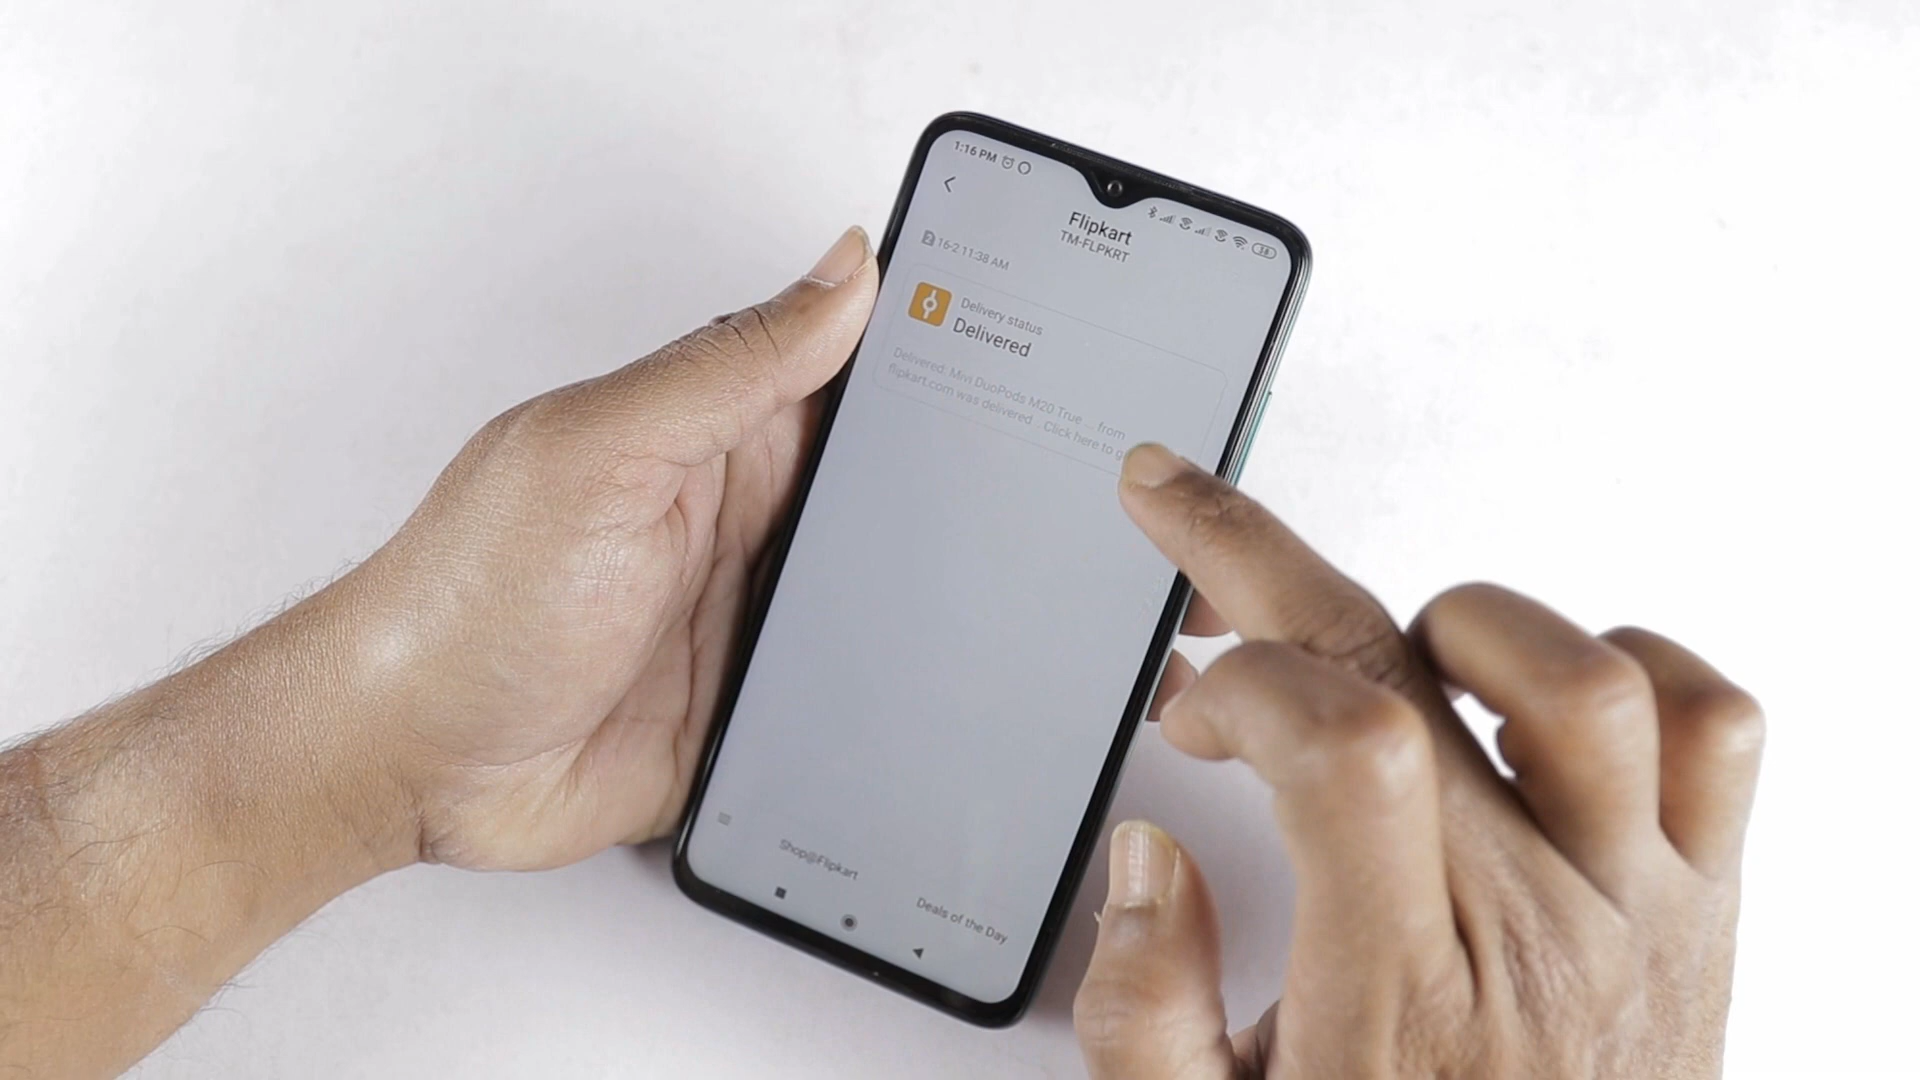 1:16 PM
Flipkart
TM-FLPKRT
2 16-2 11:38 AM
Delivery status
Delivered
Delivered: Mivi DuoPods M20 True ... from
flipkart.com was delivered . Click here to
Shop@Flipkart
Deals of the Day